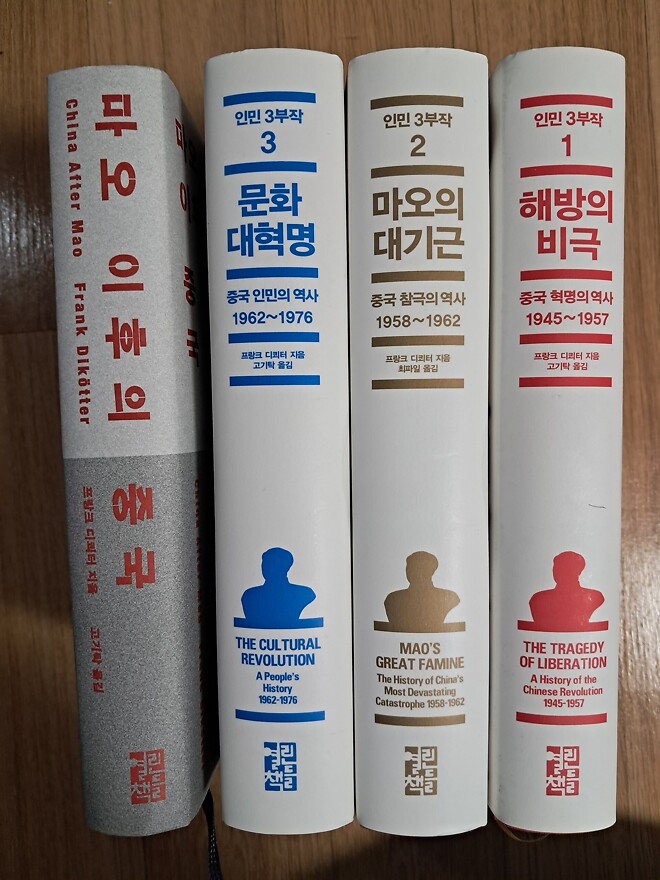 마오 이후의 중국
China After Mao Frank Dikötter
프랑크 디쾨터 지음 고기탁 옮김
열린책들
인민 3부작
3
문화
대혁명
중국 인민의 역사
1962~1976
프랑크 디쾨터 지음
고기탁 옮김
THE CULTURAL
REVOLUTION
A People's
History
1962-1976
열린책들
인민 3부작
2
마오의
대기근
중국 참극의 역사
1958~1962
프랑크 디쾨터 지음
최파일 옮김
MAO'S
GREAT FAMINE
The History of China's
Most Devastating
Catastrophe 1958-1962
열린책들
인민 3부작
1
해방의
비극
중국 혁명의 역사
1945~1957
프랑크 디쾨터 지음
고기탁 옮김
THE TRAGEDY
OF LIBERATION
A History of the
Chinese Revolution
1945-1957
열린책들